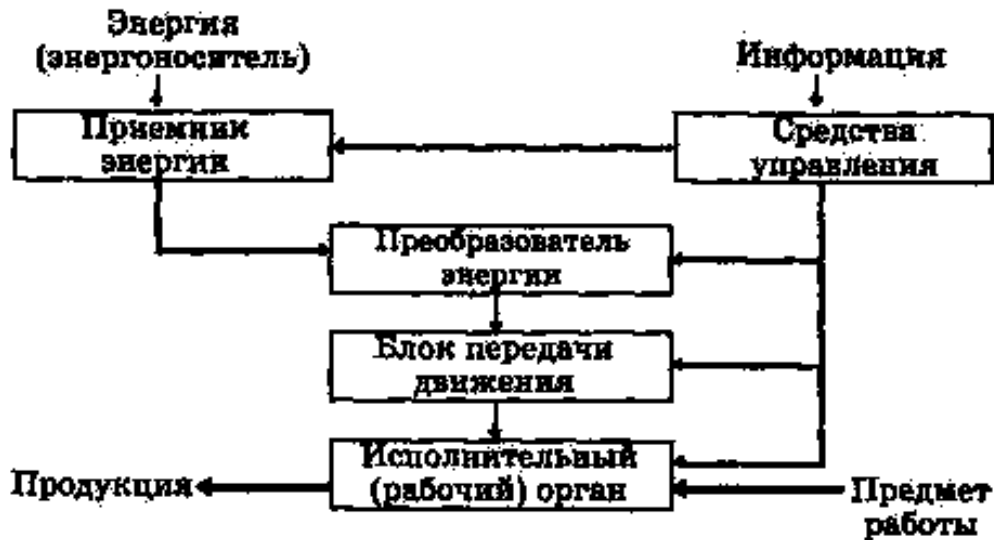 Энергия
(энергоноситель)
Информация
Приемник
энергии
Средства
управления
Преобразователь
энергии
Блок передачи
движения
Исполнительный
(рабочий) орган
Продукция
Предмет
работы